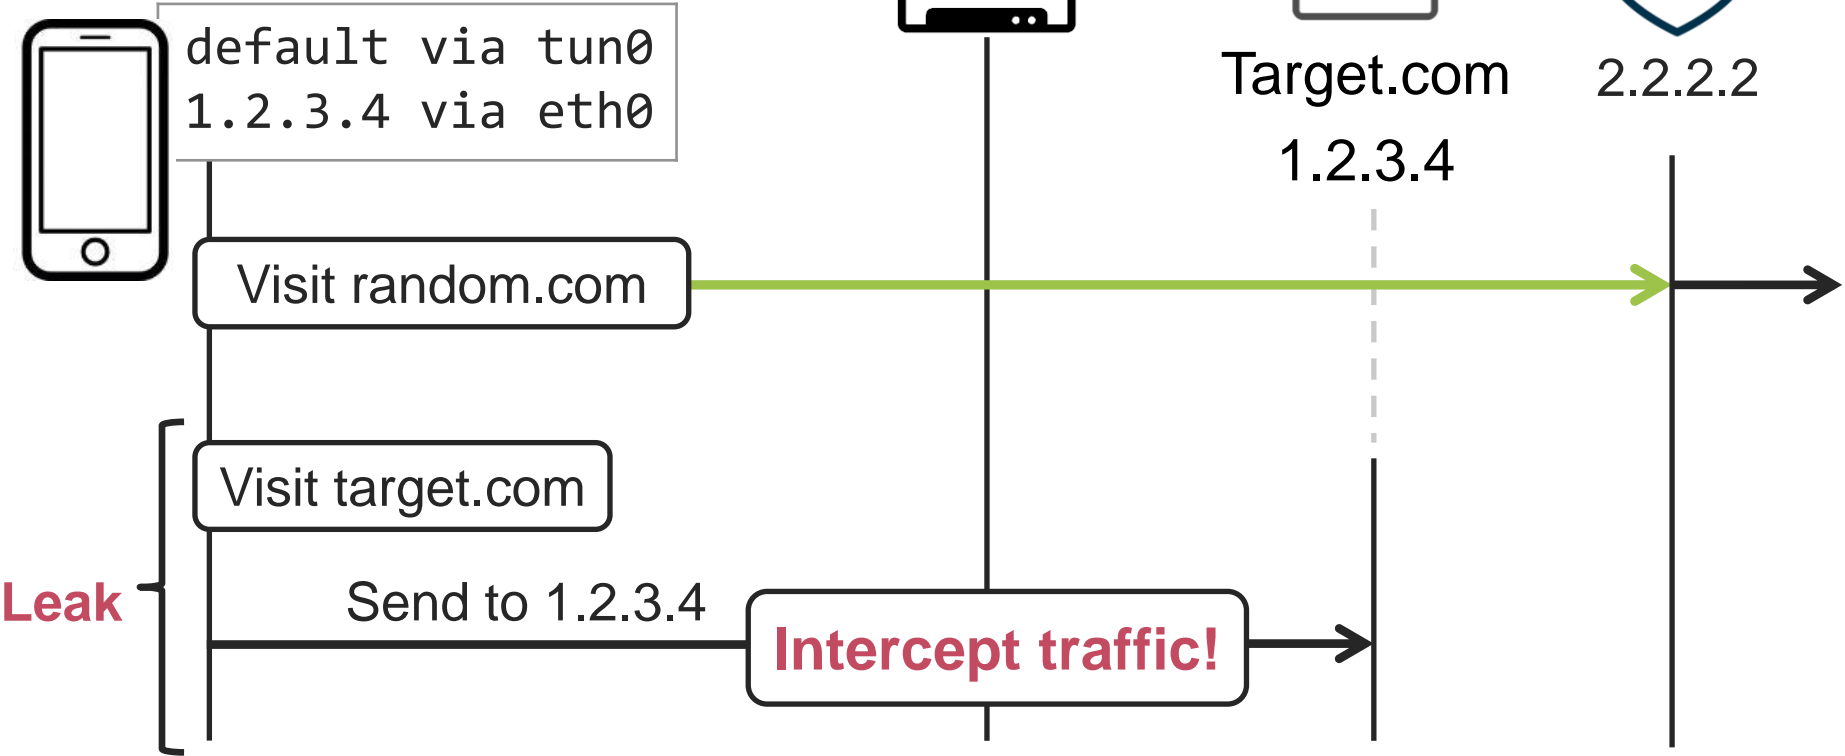 default via tun0
1.2.3.4 via eth0
Target.com
1.2.3.4
2.2.2.2
Visit random.com
Visit target.com
Leak
Send to 1.2.3.4
Intercept traffic!